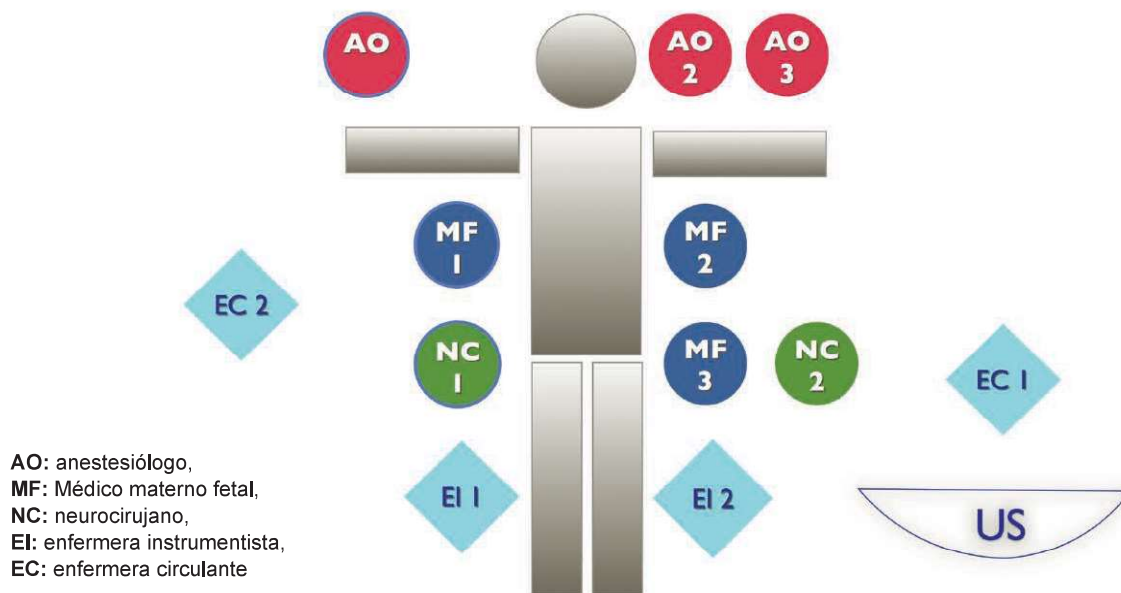 AO
AO
2
AO
3
MF
1
MF
2
EC 2
NC
1
MF
3
NC
2
EC 1
EI 1
EI 2
US
AO: anestesiólogo,
MF: Médico materno fetal,
NC: neurocirujano,
EI: enfermera instrumentista,
EC: enfermera circulante